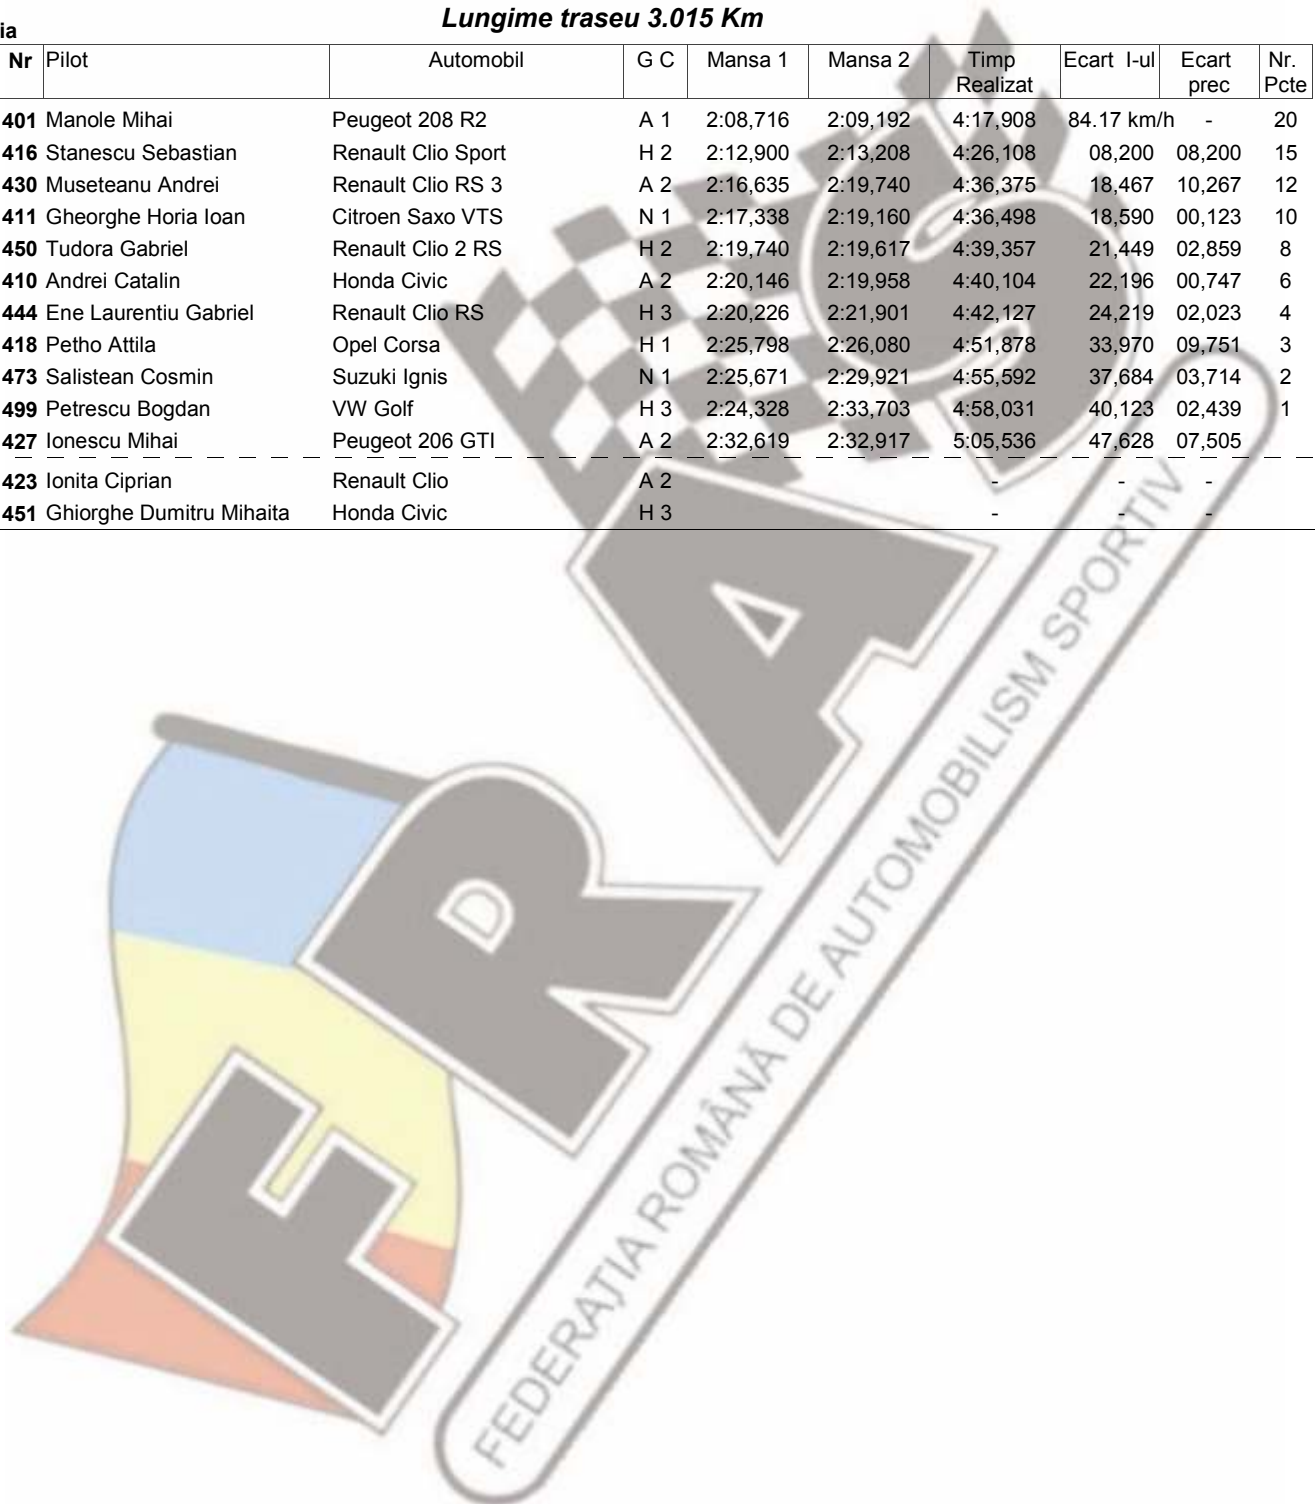 Lungime traseu 3.015 Km
ia
Nr Pilot Automobil G C Mansa 1 Mansa 2 Timp Realizat Ecart I-ul Ecart prec Nr. Pcte
401 Manole Mihai Peugeot 208 R2 A 1 2:08,716 2:09,192 4:17,908 84.17 km/h - 20
416 Stanescu Sebastian Renault Clio Sport H 2 2:12,900 2:13,208 4:26,108 08,200 08,200 15
430 Museteanu Andrei Renault Clio RS 3 A 2 2:16,635 2:19,740 4:36,375 18,467 10,267 12
411 Gheorghe Horia Ioan Citroen Saxo VTS N 1 2:17,338 2:19,160 4:36,498 18,590 00,123 10
450 Tudora Gabriel Renault Clio 2 RS H 2 2:19,740 2:19,617 4:39,357 21,449 02,859 8
410 Andrei Catalin Honda Civic A 2 2:20,146 2:19,958 4:40,104 22,196 00,747 6
444 Ene Laurentiu Gabriel Renault Clio RS H 3 2:20,226 2:21,901 4:42,127 24,219 02,023 4
418 Petho Attila Opel Corsa H 1 2:25,798 2:26,080 4:51,878 33,970 09,751 3
473 Salistean Cosmin Suzuki Ignis N 1 2:25,671 2:29,921 4:55,592 37,684 03,714 2
499 Petrescu Bogdan VW Golf H 3 2:24,328 2:33,703 4:58,031 40,123 02,439 1
427 Ionescu Mihai Peugeot 206 GTI A 2 2:32,619 2:32,917 5:05,536 47,628 07,505
423 Ionita Ciprian Renault Clio A 2 - - -
451 Ghiorghe Dumitru Mihaita Honda Civic H 3 - - -
FRAS
FEDERAȚIA ROMÂNĂ DE AUTOMOBILISM SPORTIV